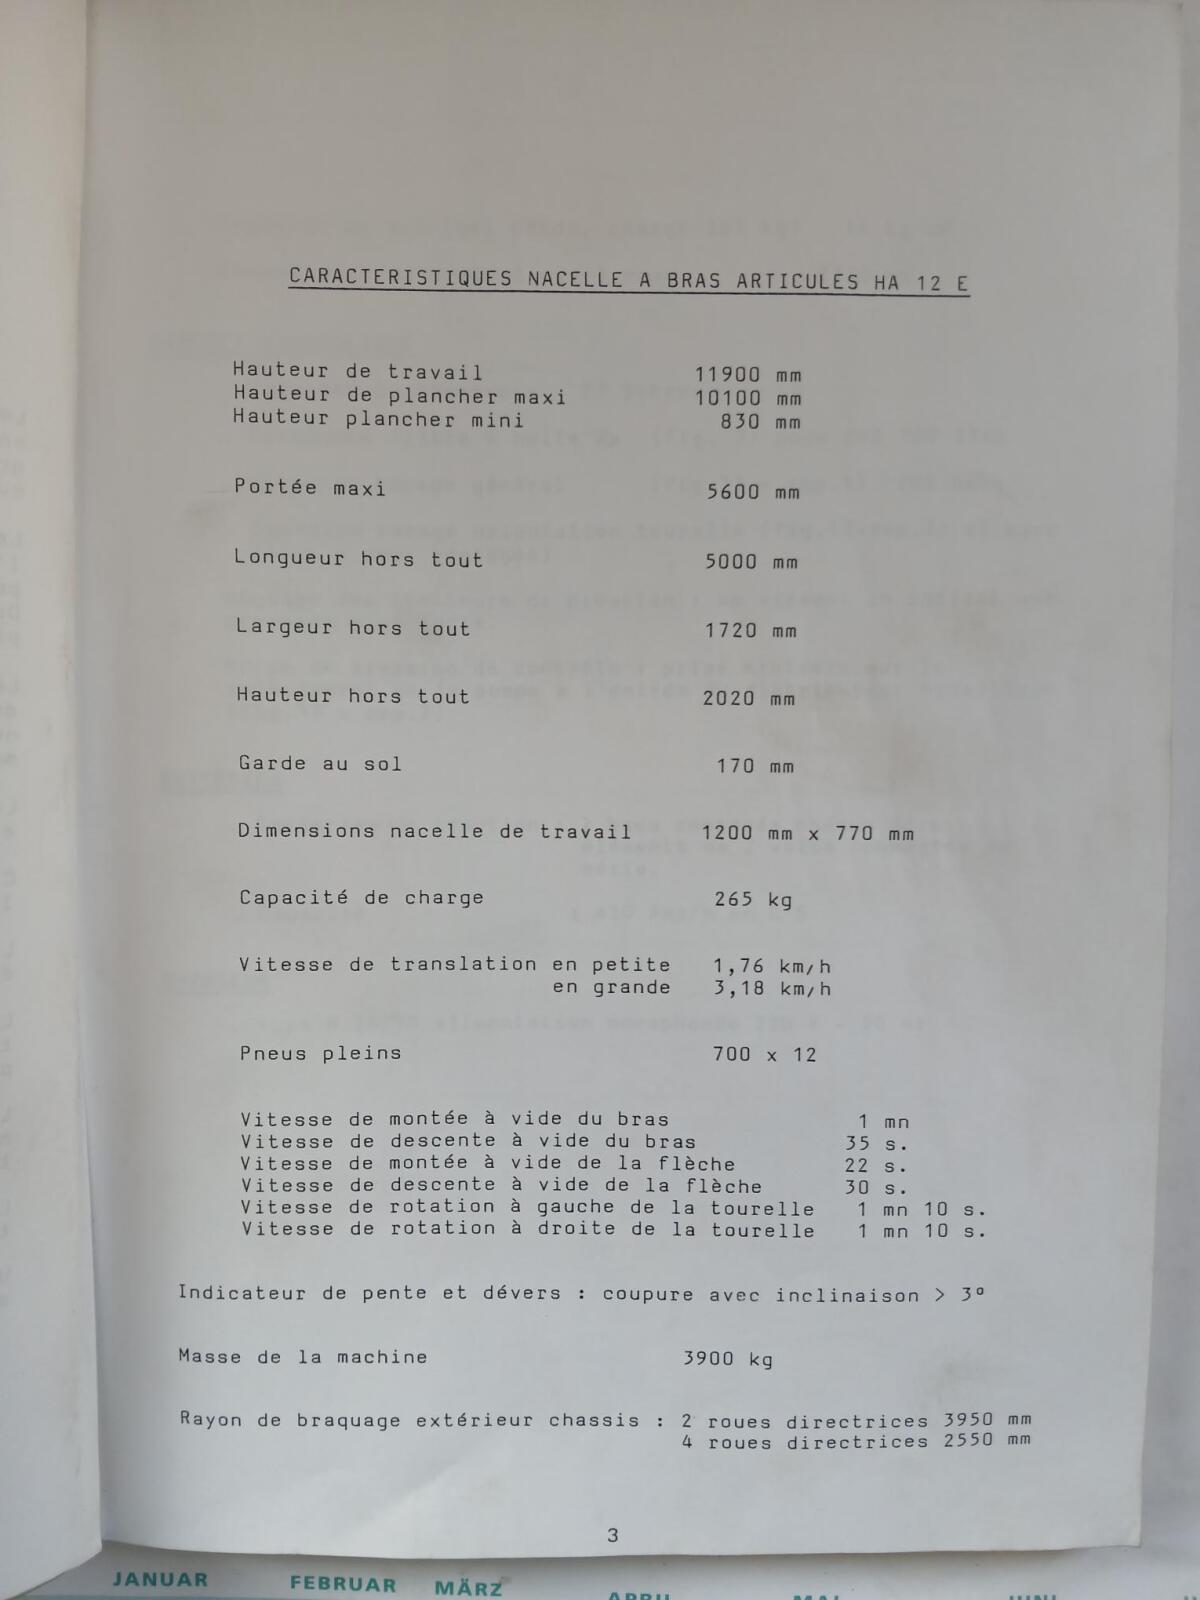 CARACTERISTIQUES NACELLE A BRAS ARTICULES HA 12 E
Hauteur de travail 11900 mm
Hauteur de plancher maxi 10100 mm
Hauteur plancher mini 830 mm
Portée maxi 5600 mm
Longueur hors tout 5000 mm
Largeur hors tout 1720 mm
Hauteur hors tout 2020 mm
Garde au sol 170 mm
Dimensions nacelle de travail 1200 mm x 770 mm
Capacité de charge 265 kg
Vitesse de translation en petite 1,76 km/h
en grande 3,18 km/h
Pneus pleins 700 x 12
Vitesse de montée à vide du bras 1 mn
Vitesse de descente à vide du bras 35 s.
Vitesse de montée à vide de la flèche 22 s.
Vitesse de descente à vide de la flèche 30 s.
Vitesse de rotation à gauche de la tourelle 1 mn 10 s.
Vitesse de rotation à droite de la tourelle 1 mn 10 s.
Indicateur de pente et dévers : coupure avec inclinaison > 3°
Masse de la machine 3900 kg
Rayon de braquage extérieur chassis : 2 roues directrices 3950 mm
4 roues directrices 2550 mm
3
JANUAR FEBRUAR MÄRZ APRIL MAI JUNI